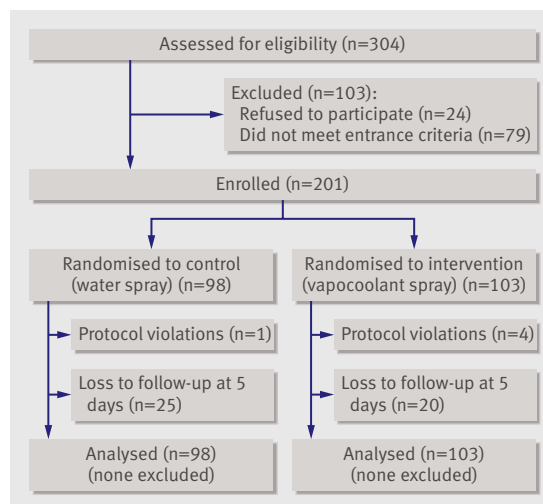 Assessed for eligibility (n=304)
Excluded (n=103):
Refused to participate (n=24)
Did not meet entrance criteria (n=79)
Enrolled (n=201)
Randomised to control
(water spray) (n=98)
Randomised to intervention
(vapocoolant spray) (n=103)
Protocol violations (n=1)
Protocol violations (n=4)
Loss to follow-up at 5
days (n=25)
Loss to follow-up at 5
days (n=20)
Analysed (n=98)
(none excluded)
Analysed (n=103)
(none excluded)